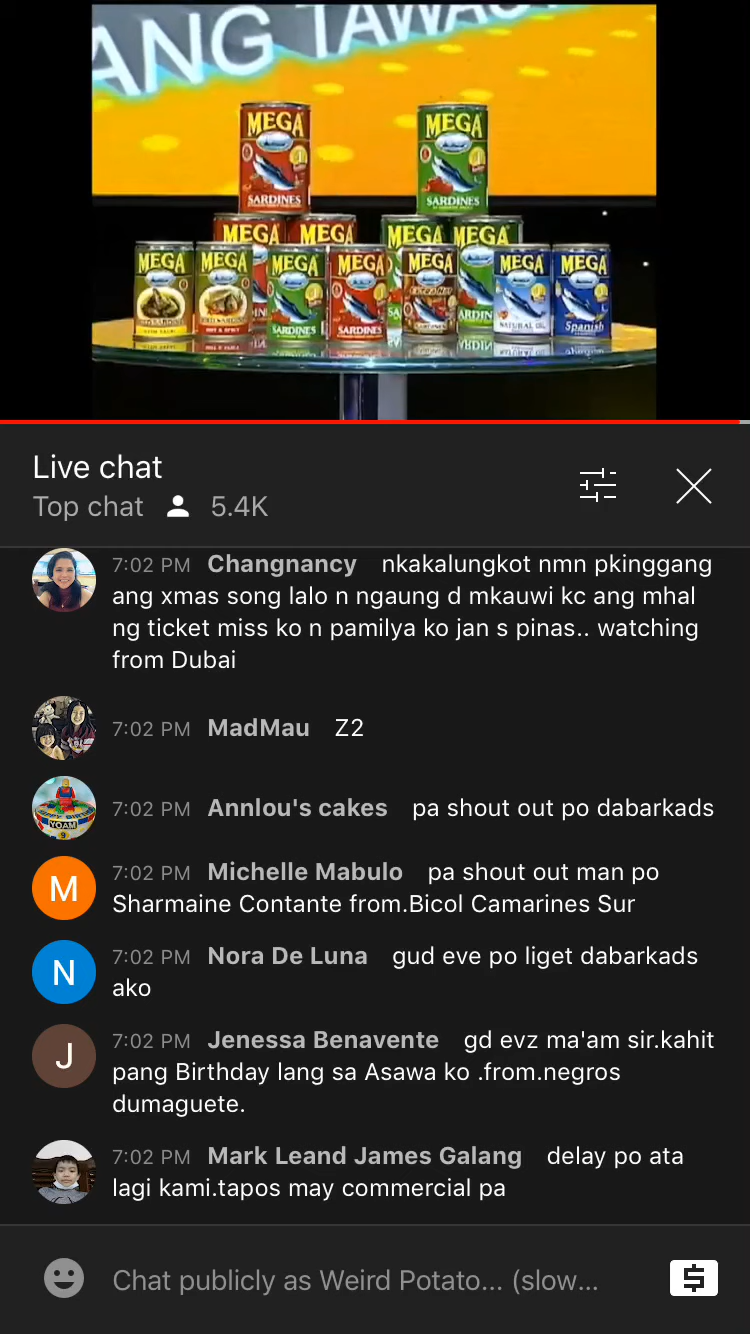 ANG TAWAG
MEGA
MEGA
SARDINES
SARDINES
MEGA MEGA MEGA MEGA
MEGA MEGA MEGA MEGA MEGA MEGA MEGA
SARDINES SARDINES NATURAL OIL Spanish
Live chat
Top chat 5.4K
7:02 PM Changnancy nkakalungkot nmn pkinggang
ang xmas song lalo n ngaung d mkauwi kc ang mhal
ng ticket miss ko n pamilya ko jan s pinas.. watching
from Dubai
7:02 PM MadMau Z2
YOAM
9
7:02 PM Annlou's cakes pa shout out po dabarkads
M
7:02 PM Michelle Mabulo pa shout out man po
Sharmaine Contante from.Bicol Camarines Sur
N
7:02 PM Nora De Luna gud eve po liget dabarkads
ako
J
7:02 PM Jenessa Benavente gd evz ma'am sir.kahit
pang Birthday lang sa Asawa ko .from.negros
dumaguete.
7:02 PM Mark Leand James Galang delay po ata
lagi kami.tapos may commercial pa
Chat publicly as Weird Potato... (slow...
$